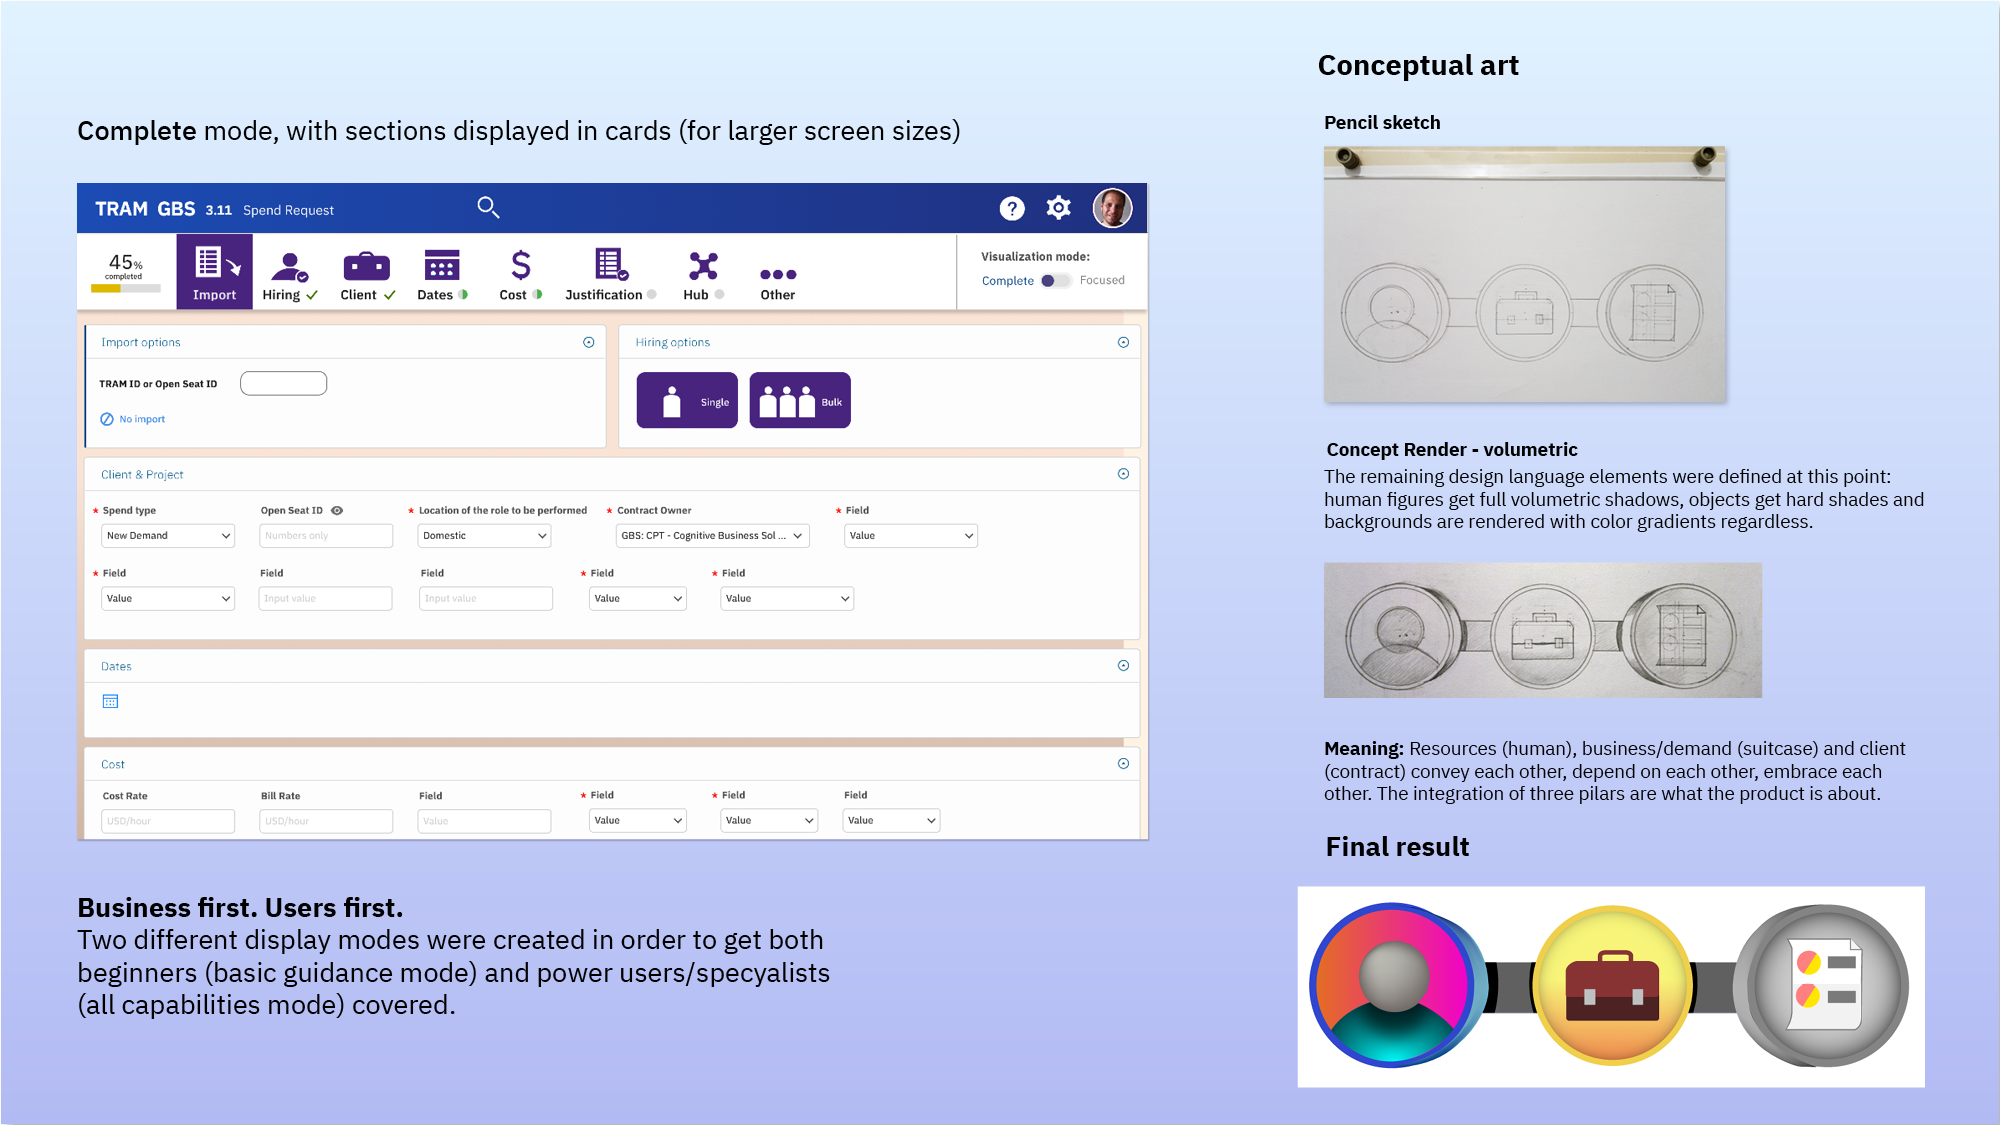 Complete mode, with sections displayed in cards (for larger screen sizes)
TRAM GBS 3.11 Spend Request
?
45%
completed
Import
Hiring
Client
Dates
$
Cost
Justification
Hub
Other
Visualization mode:
Complete
Focused
Import options
TRAM ID or Open Seat ID
No import
Hiring options
Single
Bulk
Client & Project
* Spend type
Open Seat ID
* Location of the role to be performed
* Contract Owner
* Field
New Demand
Numbers only
Domestic
GBS: CPT - Cognitive Business Sol ...
Value
* Field
Field
Field
* Field
* Field
Value
Input value
Input value
Value
Value
Dates
Cost
Cost Rate
Bill Rate
Field
* Field
* Field
Field
USD/hour
USD/hour
Value
Value
Value
Value
Business first. Users first.
Two different display modes were created in order to get both
beginners (basic guidance mode) and power users/specyalists
(all capabilities mode) covered.
Conceptual art
Pencil sketch
Concept Render - volumetric
The remaining design language elements were defined at this point:
human figures get full volumetric shadows, objects get hard shades and
backgrounds are rendered with color gradients regardless.
Meaning: Resources (human), business/demand (suitcase) and client
(contract) convey each other, depend on each other, embrace each
other. The integration of three pilars are what the product is about.
Final result